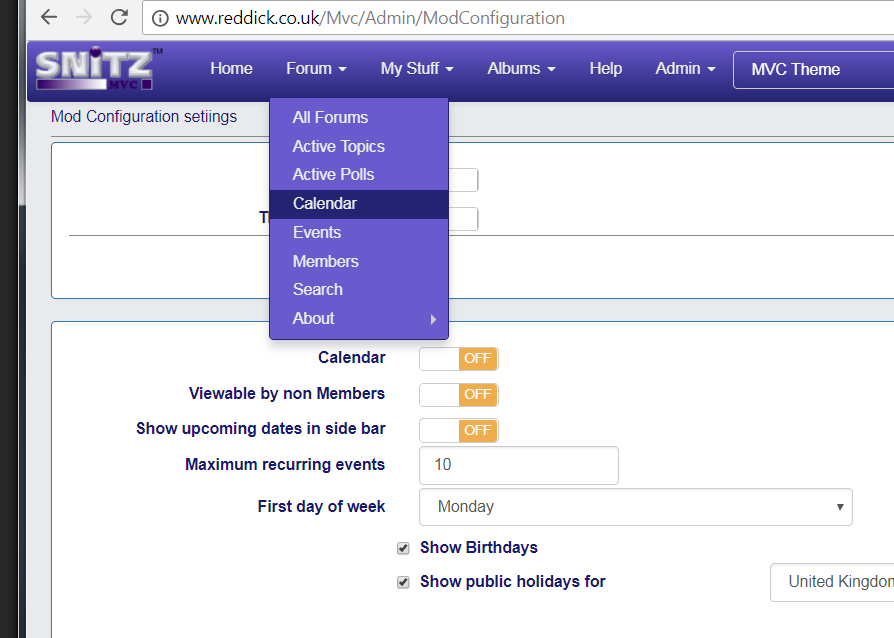 www.reddick.co.uk/Mvc/Admin/ModConfiguration
SNiTZ™ MVC
Home Forum My Stuff Albums Help Admin MVC Theme
Mod Configuration setiings
All Forums
Active Topics
Active Polls
Calendar
Events
Members
Search
About
Calendar OFF
Viewable by non Members OFF
Show upcoming dates in side bar OFF
Maximum recurring events 10
First day of week Monday
Show Birthdays
Show public holidays for United Kingdom